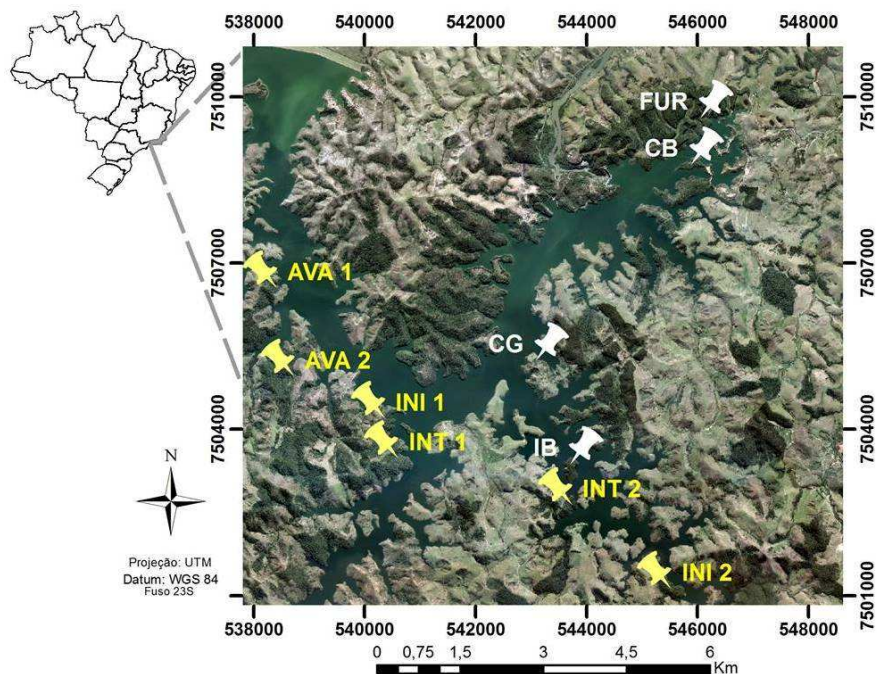 538000 540000 542000 544000 546000 548000
7510000
7510000
FUR
CB
7507000
7507000
AVA 1
CG
AVA 2
INI 1
7504000
7504000
INT 1
IB
INT 2
N
INI 2
Projeção: UTM
Datum: WGS 84
Fuso 23S
7501000
7501000
538000 540000 542000 544000 546000 548000
0 0,75 1,5 3 4,5 6
Km